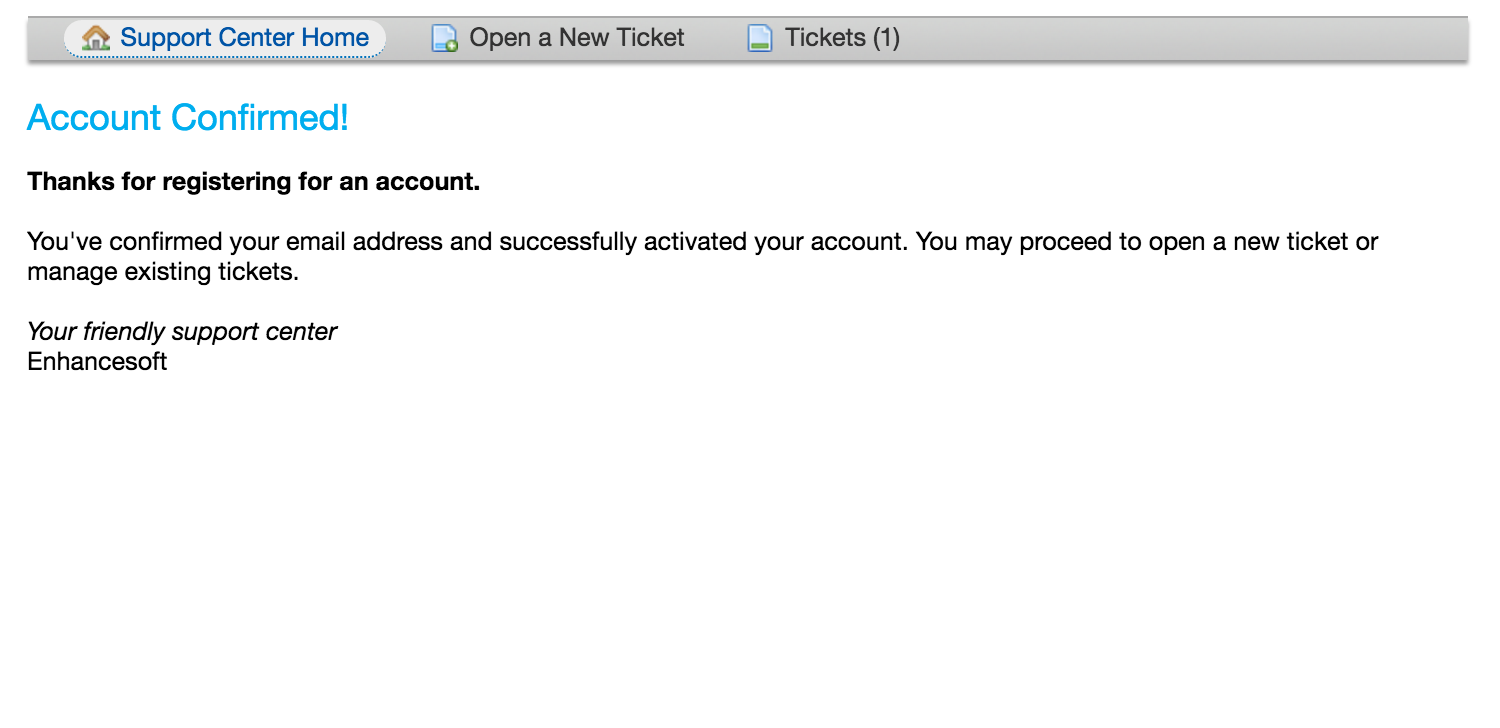 Support Center Home Open a New Ticket Tickets (1)
Account Confirmed!
Thanks for registering for an account.
You've confirmed your email address and successfully activated your account. You may proceed to open a new ticket or
manage existing tickets.
Your friendly support center
Enhancesoft